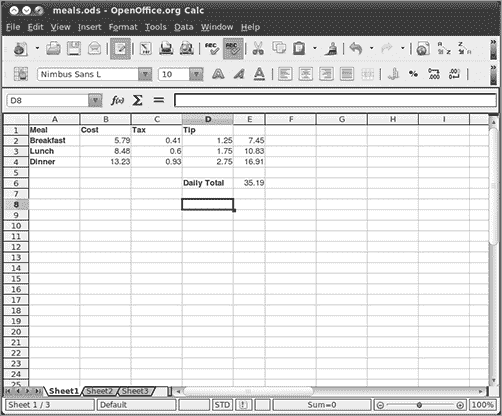 meals.ods - OpenOffice.org Calc
File Edit View Insert Format Tools Data Window Help
Nimbus Sans L 10
D8 f(x) Σ =
A B C D E F G H I
1 Meal Cost Tax Tip
2 Breakfast 5.79 0.41 1.25 7.45
3 Lunch 8.48 0.6 1.75 10.83
4 Dinner 13.23 0.93 2.75 16.91
5
6 Daily Total 35.19
7
8
9
10
11
12
13
14
15
16
17
18
19
20
21
22
23
24
25
Sheet1 Sheet2 Sheet3
Sheet 1 / 3 Default STD Sum=0 100%